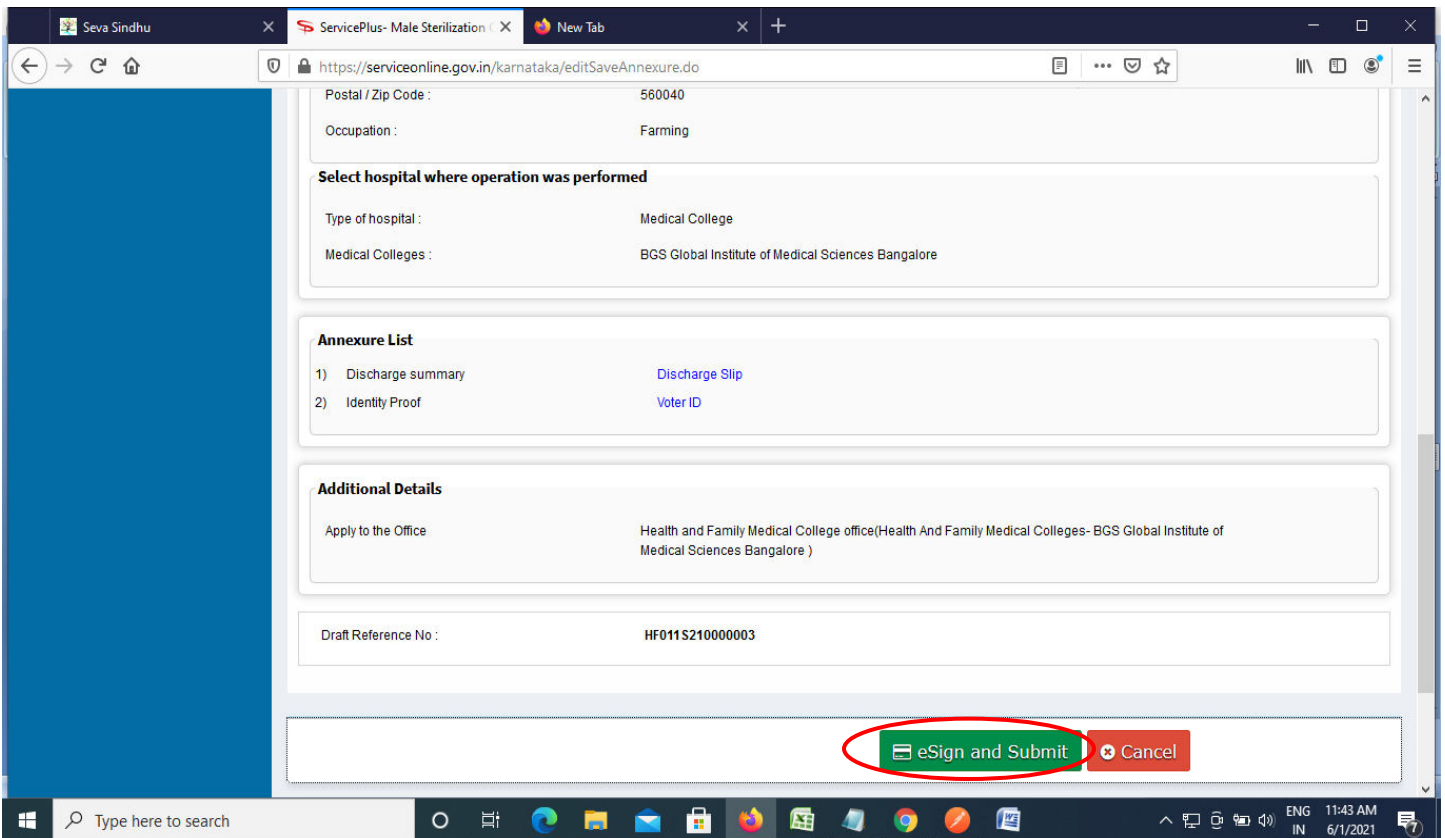 Seva Sindhu
ServicePlus- Male Sterilization C
New Tab
https://serviceonline.gov.in/karnataka/editSaveAnnexure.do
Postal / Zip Code : 560040
Occupation : Farming
Select hospital where operation was performed
Type of hospital : Medical College
Medical Colleges : BGS Global Institute of Medical Sciences Bangalore
Annexure List
1) Discharge summary Discharge Slip
2) Identity Proof Voter ID
Additional Details
Apply to the Office Health and Family Medical College office(Health And Family Medical Colleges- BGS Global Institute of
Medical Sciences Bangalore )
Draft Reference No : HF011S210000003
eSign and Submit
Cancel
Type here to search
ENG 11:43 AM
IN 6/1/2021
7